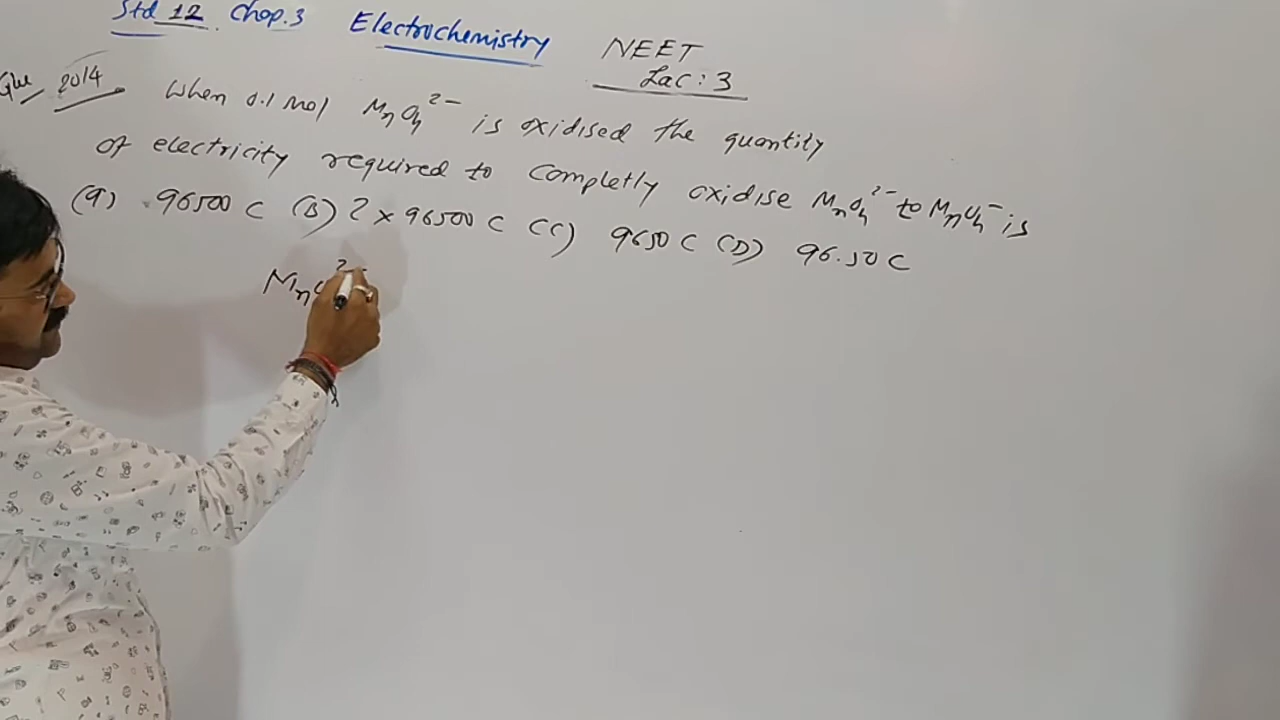 Std 12 Chap. 3 Electrochemistry NEET
Lac : 3
Que 2014 When 0.1 mol MnO4^2- is oxidised the quantity
of electricity required to completly oxidise MnO4^2- to MnO4^- is
(A) 96500 C (B) 2 × 96500 C (C) 9650 C (D) 96.50 C